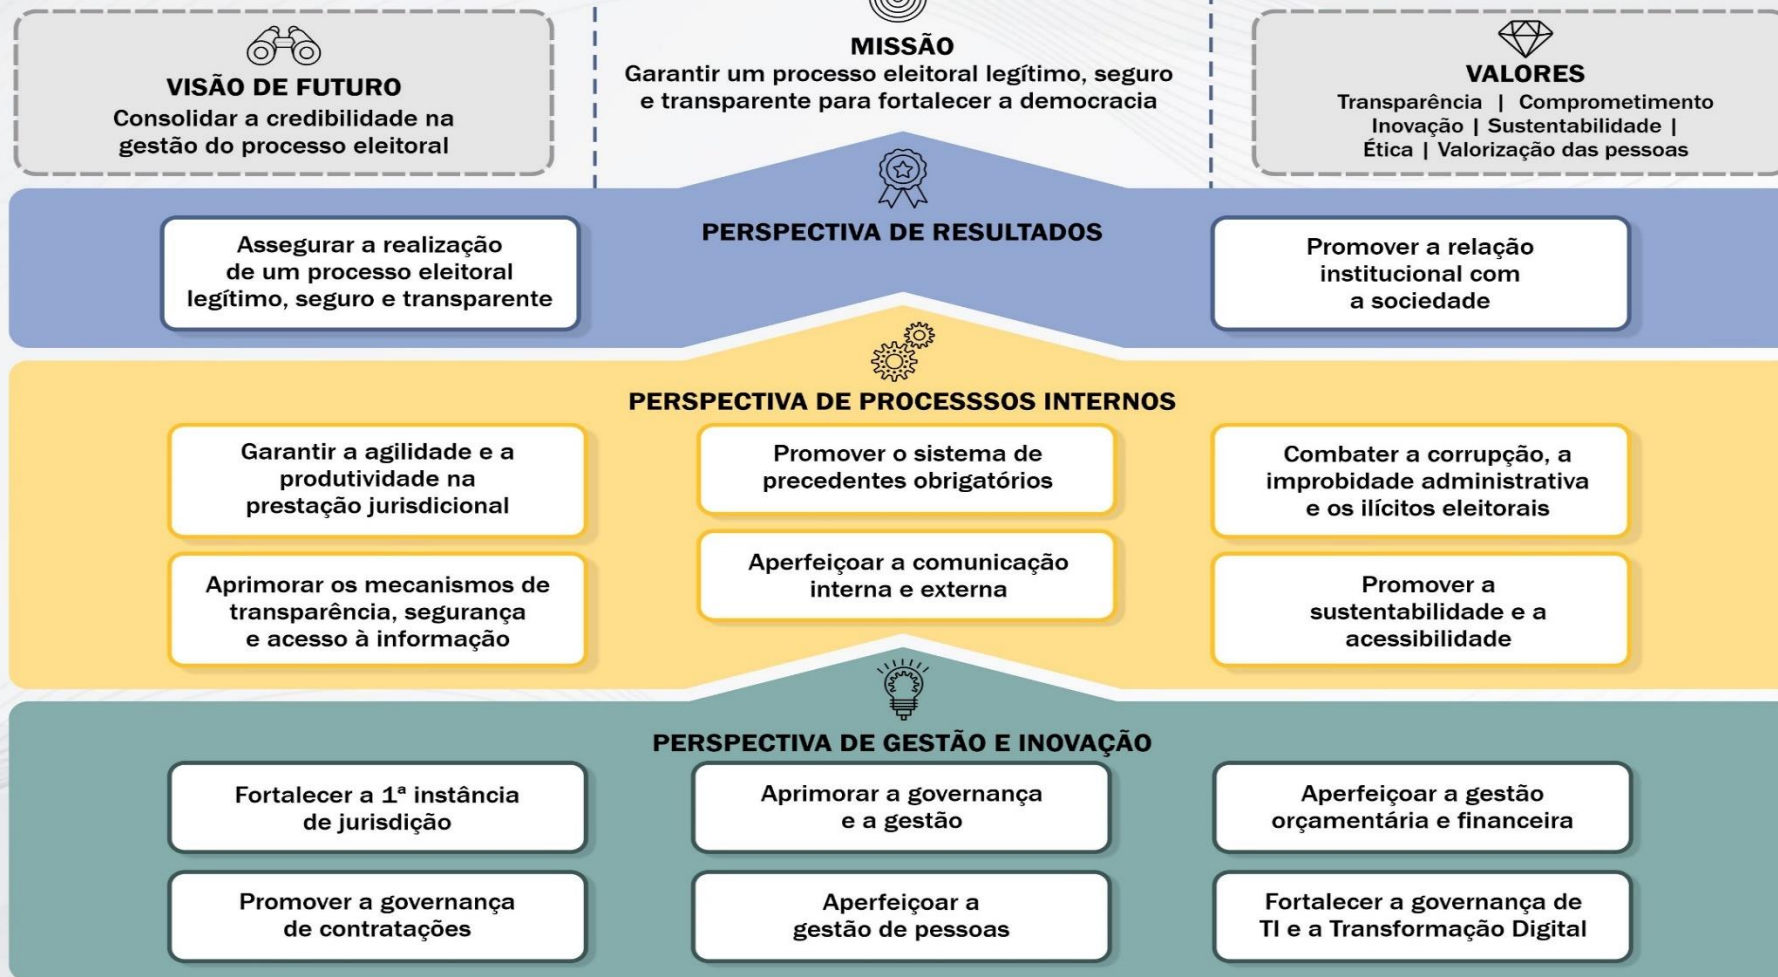 VISÃO DE FUTURO
Consolidar a credibilidade na
gestão do processo eleitoral
MISSÃO
Garantir um processo eleitoral legítimo, seguro
e transparente para fortalecer a democracia
VALORES
Transparência | Comprometimento
Inovação | Sustentabilidade |
Ética | Valorização das pessoas
PERSPECTIVA DE RESULTADOS
Assegurar a realização
de um processo eleitoral
legítimo, seguro e transparente
Promover a relação
institucional com
a sociedade
PERSPECTIVA DE PROCESSSOS INTERNOS
Garantir a agilidade e a
produtividade na
prestação jurisdicional
Promover o sistema de
precedentes obrigatórios
Combater a corrupção, a
improbidade administrativa
e os ilícitos eleitorais
Aprimorar os mecanismos de
transparência, segurança
e acesso à informação
Aperfeiçoar a comunicação
interna e externa
Promover a
sustentabilidade e a
acessibilidade
PERSPECTIVA DE GESTÃO E INOVAÇÃO
Fortalecer a 1ª instância
de jurisdição
Aprimorar a governança
e a gestão
Aperfeiçoar a gestão
orçamentária e financeira
Promover a governança
de contratações
Aperfeiçoar a
gestão de pessoas
Fortalecer a governança de
TI e a Transformação Digital